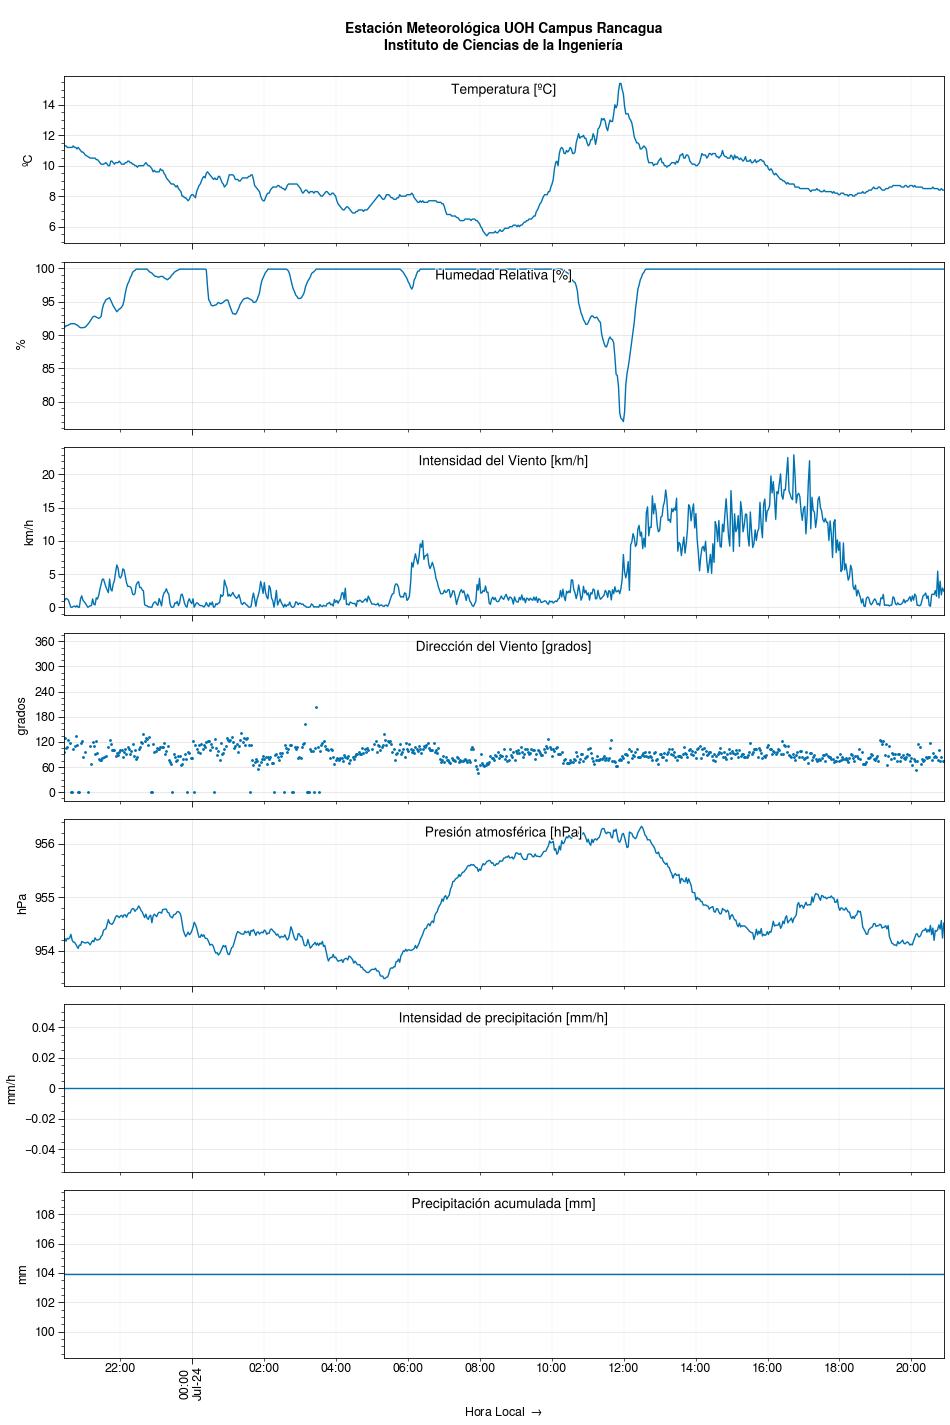 Estación Meteorológica UOH Campus Rancagua
Instituto de Ciencias de la Ingeniería
Temperatura [ºC]
ºC
14
12
10
8
6
Humedad Relativa [%]
%
100
95
90
85
80
Intensidad del Viento [km/h]
km/h
20
15
10
5
0
Dirección del Viento [grados]
grados
360
300
240
180
120
60
0
Presión atmosférica [hPa]
hPa
956
955
954
Intensidad de precipitación [mm/h]
mm/h
0.04
0.02
0
−0.02
−0.04
Precipitación acumulada [mm]
mm
108
106
104
102
100
22:00
00:00
Jul-24
02:00
04:00
06:00
08:00
10:00
12:00
14:00
16:00
18:00
20:00
Hora Local →